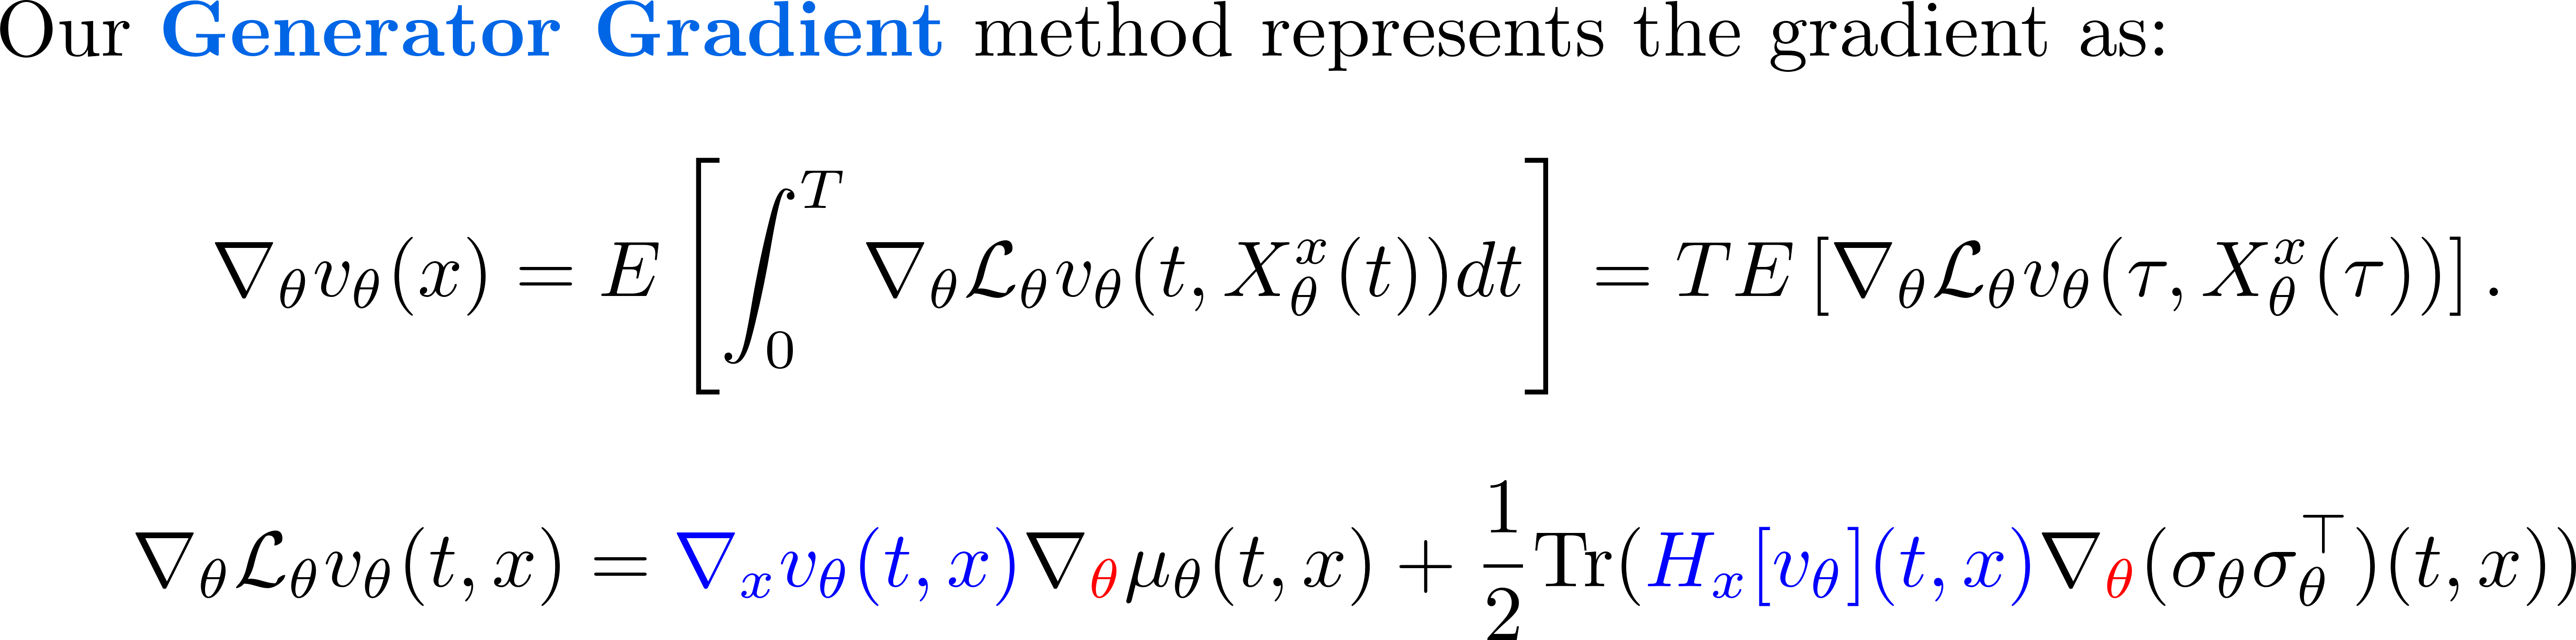 Our Generator Gradient method represents the gradient as:
∇_θ v_θ(x) = E [ ∫_0^T ∇_θ ℒ_θ v_θ(t, X_θ^x(t))dt ] = TE [∇_θ ℒ_θ v_θ(τ, X_θ^x(τ))] .
∇_θ ℒ_θ v_θ(t, x) = ∇_x v_θ(t, x)∇_θ μ_θ(t, x) + 1/2 Tr(H_x[v_θ](t, x)∇_θ(σ_θ σ_θ^⊤)(t, x))